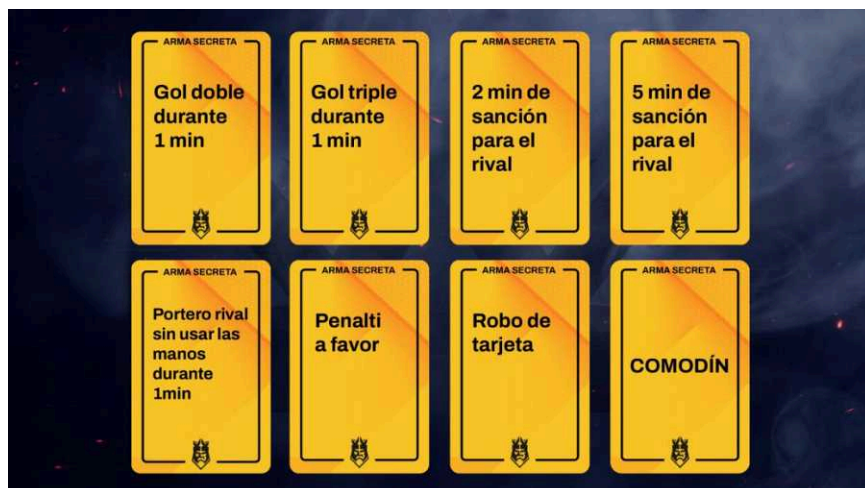 ARMA SECRETA
Gol doble
durante
1 min
ARMA SECRETA
Gol triple
durante
1 min
ARMA SECRETA
2 min de
sanción
para el
rival
ARMA SECRETA
5 min de
sanción
para el
rival
ARMA SECRETA
Portero rival
sin usar las
manos
durante
1min
ARMA SECRETA
Penalti
a favor
ARMA SECRETA
Robo de
tarjeta
ARMA SECRETA
COMODÍN